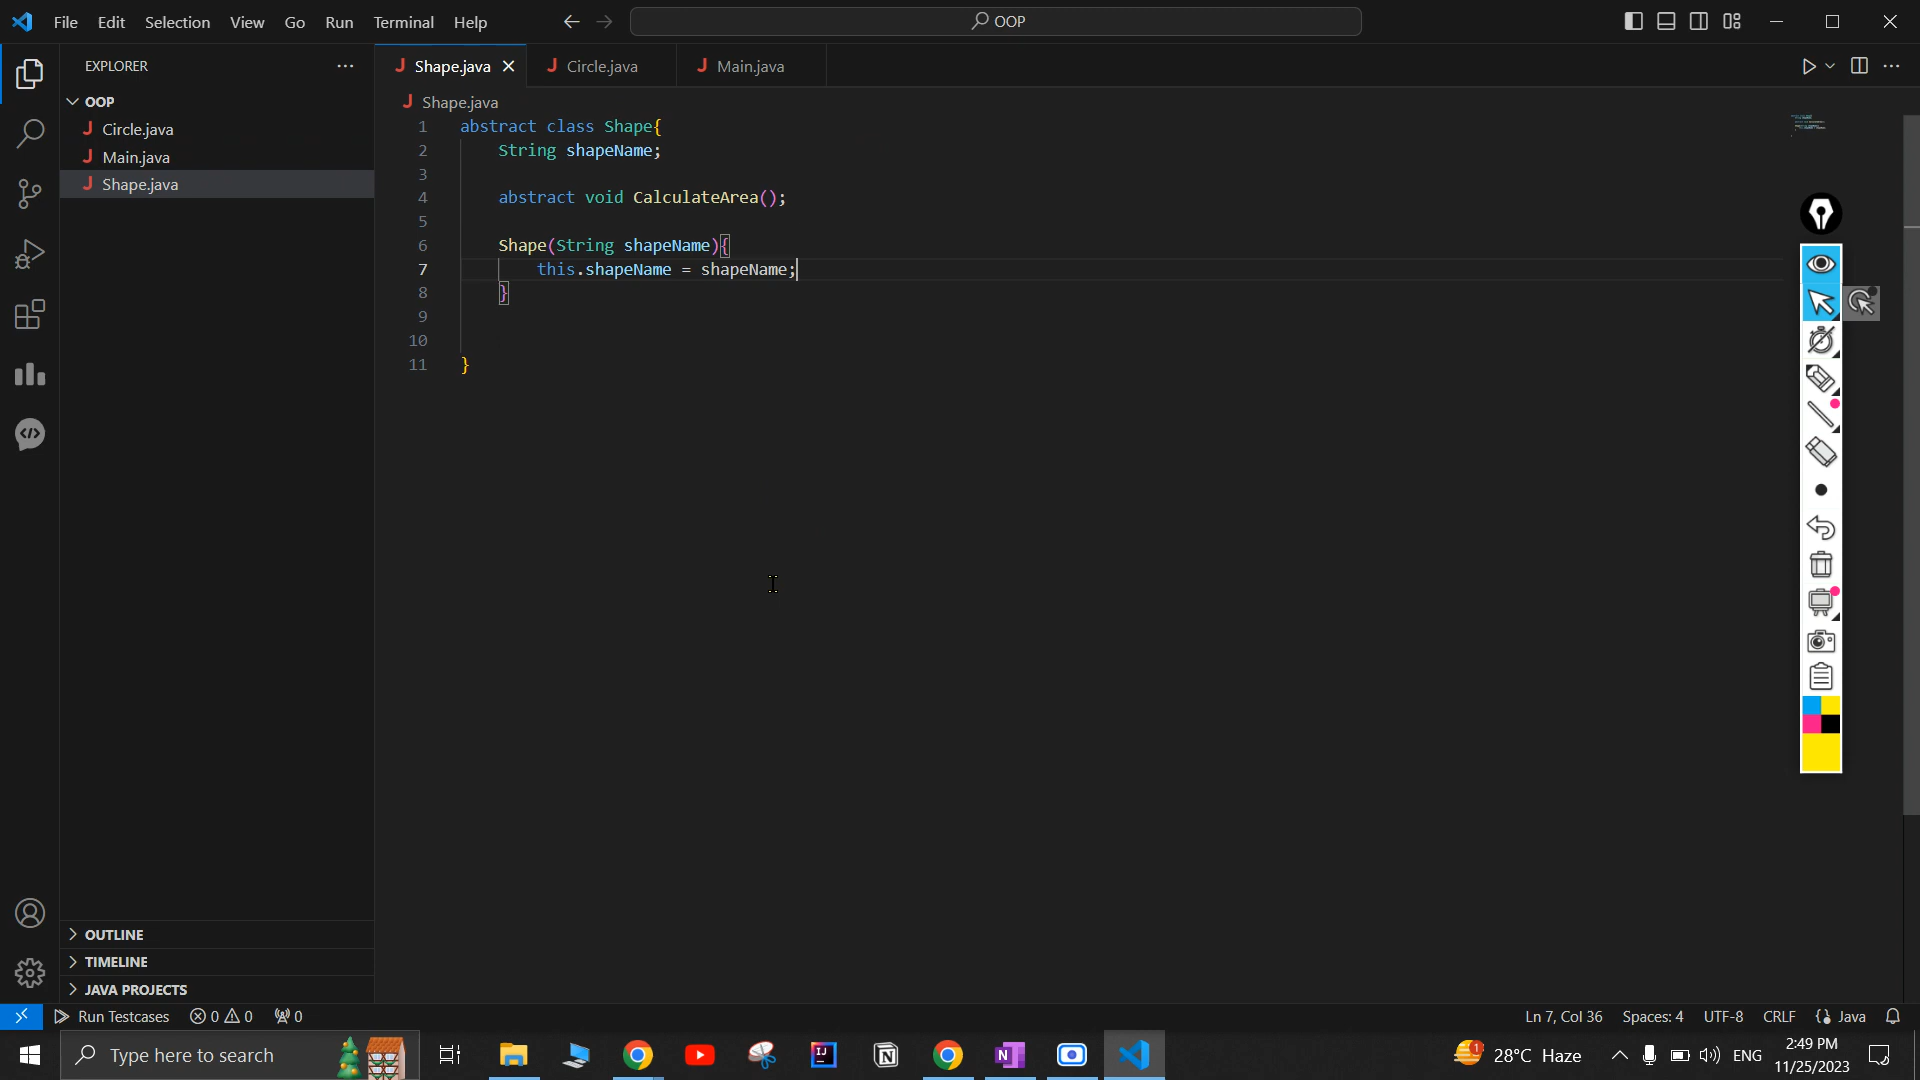 File Edit Selection View Go Run Terminal Help
OOP
EXPLORER
OOP
J Circle.java
J Main.java
J Shape.java
OUTLINE
TIMELINE
JAVA PROJECTS
J Shape.java
J Circle.java
J Main.java
J Shape.java
1 abstract class Shape{
2 String shapeName;
3
4 abstract void CalculateArea();
5
6 Shape(String shapeName){
7 this.shapeName = shapeName;
8 }
9
10
11 }
Run Testcases 0 0 0
Ln 7, Col 36 Spaces: 4 UTF-8 CRLF Java
Type here to search
IJ
N
N
1
28°C Haze
ENG
2:49 PM
11/25/2023